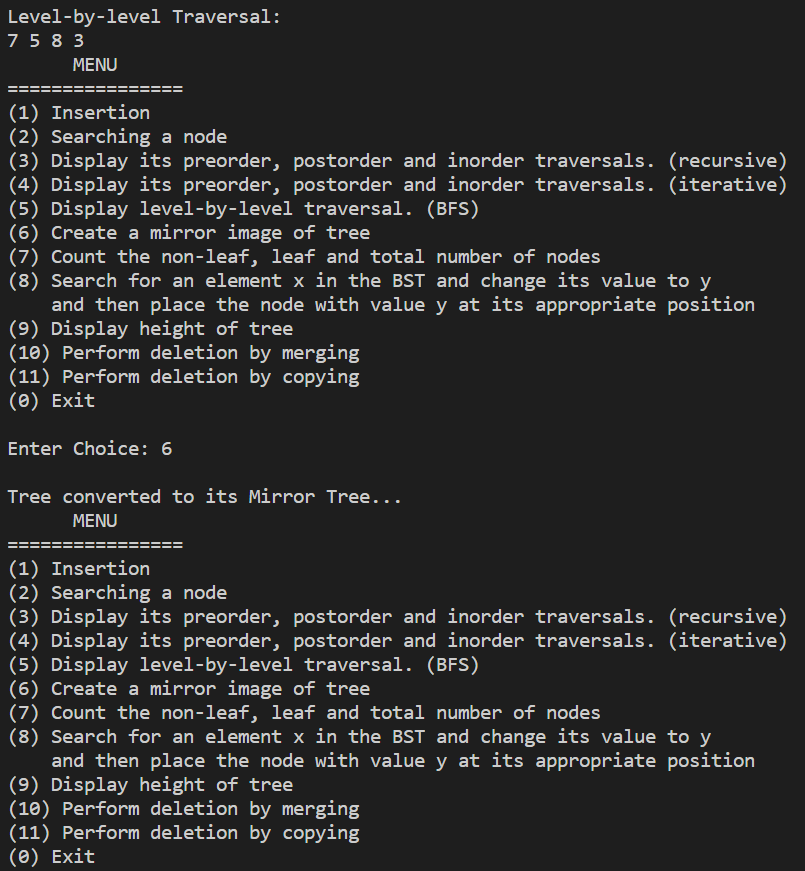 Level-by-level Traversal:
7 5 8 3
MENU
================
(1) Insertion
(2) Searching a node
(3) Display its preorder, postorder and inorder traversals. (recursive)
(4) Display its preorder, postorder and inorder traversals. (iterative)
(5) Display level-by-level traversal. (BFS)
(6) Create a mirror image of tree
(7) Count the non-leaf, leaf and total number of nodes
(8) Search for an element x in the BST and change its value to y
and then place the node with value y at its appropriate position
(9) Display height of tree
(10) Perform deletion by merging
(11) Perform deletion by copying
(0) Exit
Enter Choice: 6
Tree converted to its Mirror Tree...
MENU
================
(1) Insertion
(2) Searching a node
(3) Display its preorder, postorder and inorder traversals. (recursive)
(4) Display its preorder, postorder and inorder traversals. (iterative)
(5) Display level-by-level traversal. (BFS)
(6) Create a mirror image of tree
(7) Count the non-leaf, leaf and total number of nodes
(8) Search for an element x in the BST and change its value to y
and then place the node with value y at its appropriate position
(9) Display height of tree
(10) Perform deletion by merging
(11) Perform deletion by copying
(0) Exit